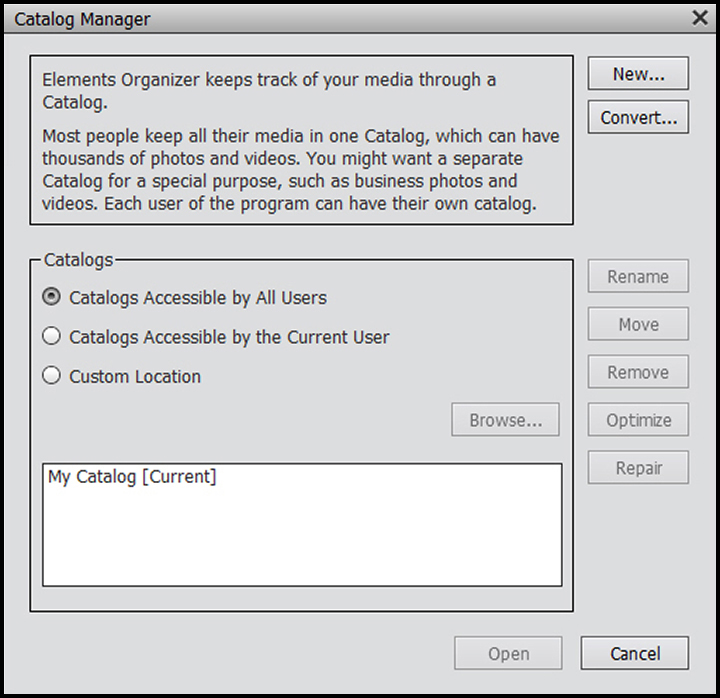 Catalog Manager
Elements Organizer keeps track of your media through a
Catalog.
Most people keep all their media in one Catalog, which can have
thousands of photos and videos. You might want a separate
Catalog for a special purpose, such as business photos and
videos. Each user of the program can have their own catalog.
New...
Convert...
Catalogs
Catalogs Accessible by All Users
Catalogs Accessible by the Current User
Custom Location
Browse...
My Catalog [Current]
Rename
Move
Remove
Optimize
Repair
Open
Cancel